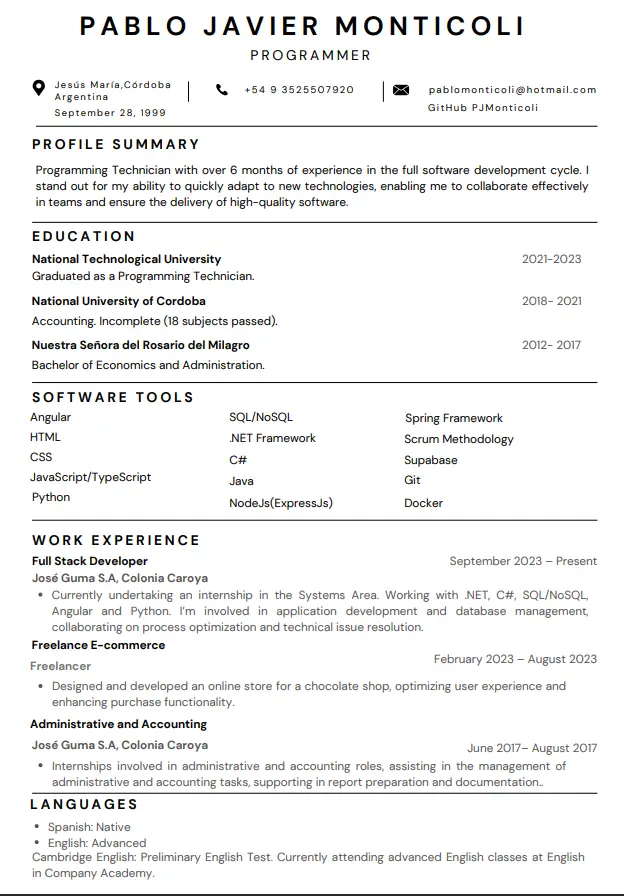 PABLO JAVIER MONTICOLI
PROGRAMMER
Jesús María,Córdoba
Argentina
September 28, 1999
+54 9 3525507920
pablomonticoli@hotmail.com
GitHub PJMonticoli
PROFILE SUMMARY
Programming Technician with over 6 months of experience in the full software development cycle. I
stand out for my ability to quickly adapt to new technologies, enabling me to collaborate effectively
in teams and ensure the delivery of high-quality software.
EDUCATION
National Technological University 2021-2023
Graduated as a Programming Technician.
National University of Cordoba 2018- 2021
Accounting. Incomplete (18 subjects passed).
Nuestra Señora del Rosario del Milagro 2012- 2017
Bachelor of Economics and Administration.
SOFTWARE TOOLS
Angular
HTML
CSS
JavaScript/TypeScript
Python
SQL/NoSQL
.NET Framework
C#
Java
NodeJs(ExpressJs)
Spring Framework
Scrum Methodology
Supabase
Git
Docker
WORK EXPERIENCE
Full Stack Developer September 2023 – Present
José Guma S.A, Colonia Caroya
• Currently undertaking an internship in the Systems Area. Working with .NET, C#, SQL/NoSQL,
Angular and Python. I'm involved in application development and database management,
collaborating on process optimization and technical issue resolution.
Freelance E-commerce
Freelancer February 2023 – August 2023
• Designed and developed an online store for a chocolate shop, optimizing user experience and
enhancing purchase functionality.
Administrative and Accounting
José Guma S.A, Colonia Caroya June 2017– August 2017
• Internships involved in administrative and accounting roles, assisting in the management of
administrative and accounting tasks, supporting in report preparation and documentation..
LANGUAGES
• Spanish: Native
• English: Advanced
Cambridge English: Preliminary English Test. Currently attending advanced English classes at English
in Company Academy.